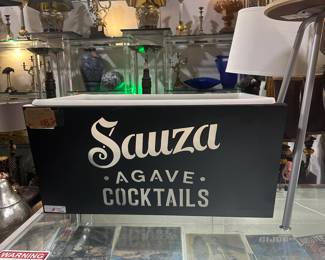 Sauza
• AGAVE •
COCKTAILS
WARNING